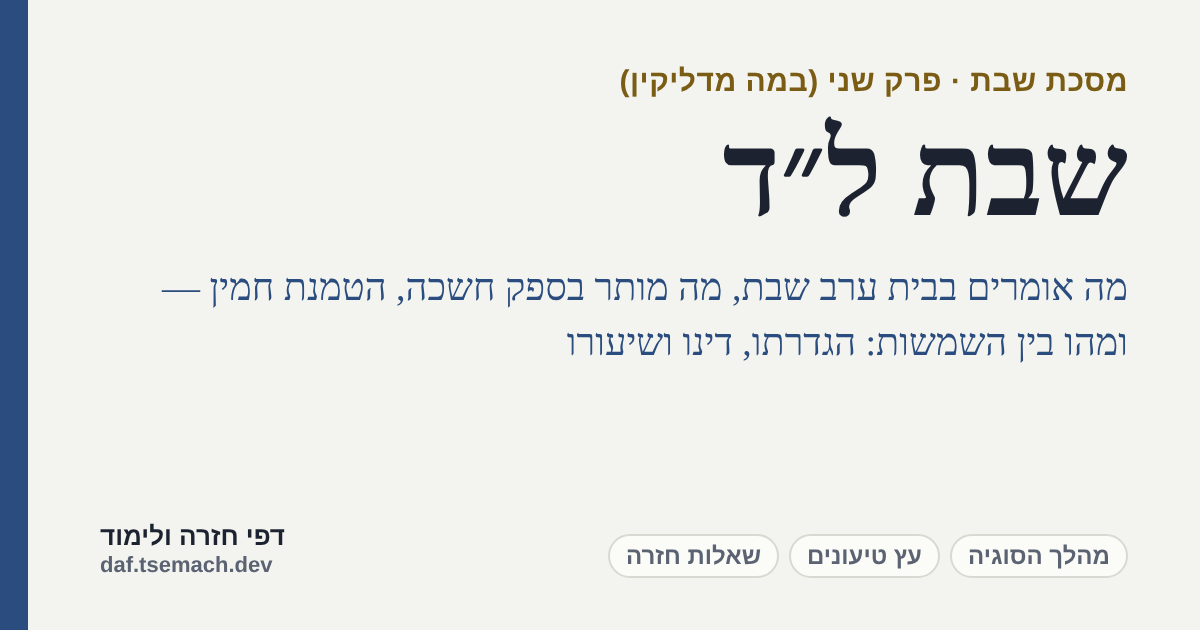 מסכת שבת · פרק שני (במה מדליקין)
שבת ל״ד
מה אומרים בבית ערב שבת, מה מותר בספק חשכה, הטמנת חמין —
ומהו בין השמשות: הגדרתו, דינו ושיעורו
מהלך הסוגיה
עץ טיעונים
שאלות חזרה
דפי חזרה ולימוד
daf.tsemach.dev